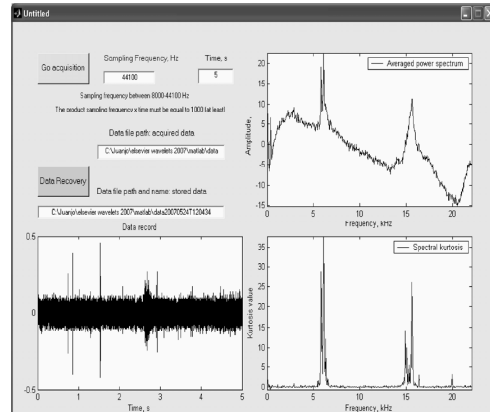 Untitled
Go acquisition
Sampling Frequency, Hz
Time, s
44100
5
Sampling frequency between 8000-44100 Hz
The product sampling frequency x time must be equal to 1000 (at least)
Data file path: acquired data
C:\Juanjo\elsevier wavelets 2007\matlab\data
Data Recovery
Data file path and name: stored data
C:\Juanjo\elsevier wavelets 2007\matlab\data20070524T120434
Averaged power spectrum
Amplitude,
20
15
10
5
0
-5
-10
-15
0
5
10
15
20
Frequency, kHz
Data record
0.5
0
-0.5
0
1
2
3
4
5
Time, s
Spectral kurtosis
Kurtosis value
35
30
25
20
15
10
5
0
0
5
10
15
20
Frequency, kHz